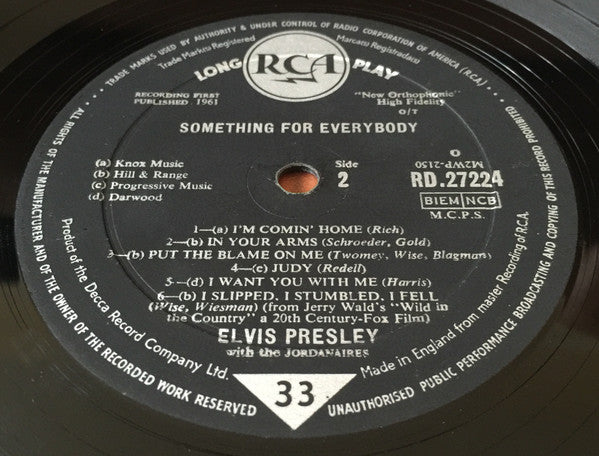 TRADE MARKS USED BY AUTHORITY & UNDER CONTROL OF RADIO CORPORATION OF AMERICA (R.C.A.)
Trade Marks Registered
Marcas Registradas
LONG RCA PLAY
RECORDING FIRST
PUBLISHED 1961
"New Orthophonic"
High Fidelity
O/T
SOMETHING FOR EVERYBODY
(a) Knox Music
(b) Hill & Range
(c) Progressive Music
(d) Darwood
Side
2
O
M2WP-2150
RD.27224
BIEM NCB
M.C.P.S.
1—(a) I'M COMIN' HOME (Rich)
2—(b) IN YOUR ARMS (Schroeder, Gold)
3—(b) PUT THE BLAME ON ME (Twomey, Wise, Blagman)
4—(c) JUDY (Redell)
5—(d) I WANT YOU WITH ME (Harris)
6—(b) I SLIPPED, I STUMBLED, I FELL
(Wise, Wiesman) (from Jerry Wald's "Wild in
the Country" a 20th Century-Fox Film)
ELVIS PRESLEY
with the JORDANAIRES
33
Product of the Decca Record Company Ltd.
Made in England from master Recording of R.C.A.
ALL RIGHTS OF THE MANUFACTURER AND OF THE OWNER OF THE RECORDED WORK RESERVED
UNAUTHORISED PUBLIC PERFORMANCE BROADCASTING AND COPYING OF THIS RECORD PROHIBITED